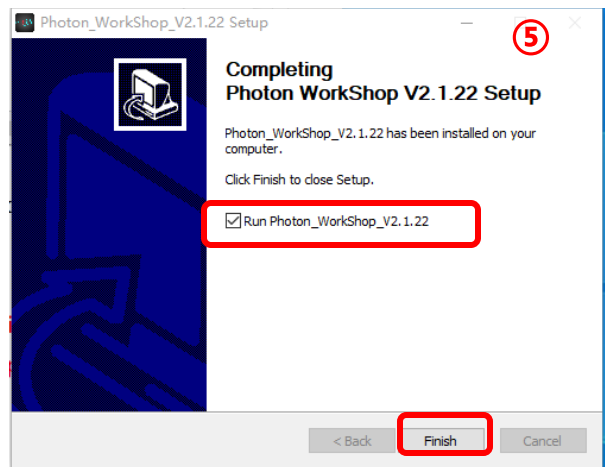 Photon_WorkShop_V2.1.22 Setup
⑤
Completing
Photon WorkShop V2.1.22 Setup
Photon_WorkShop_V2.1.22 has been installed on your
computer.
Click Finish to close Setup.
Run Photon_WorkShop_V2.1.22
< Back
Finish
Cancel